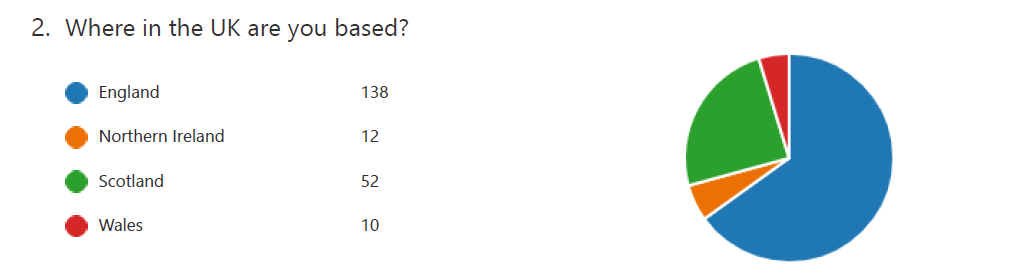 2. Where in the UK are you based?
England 138
Northern Ireland 12
Scotland 52
Wales 10